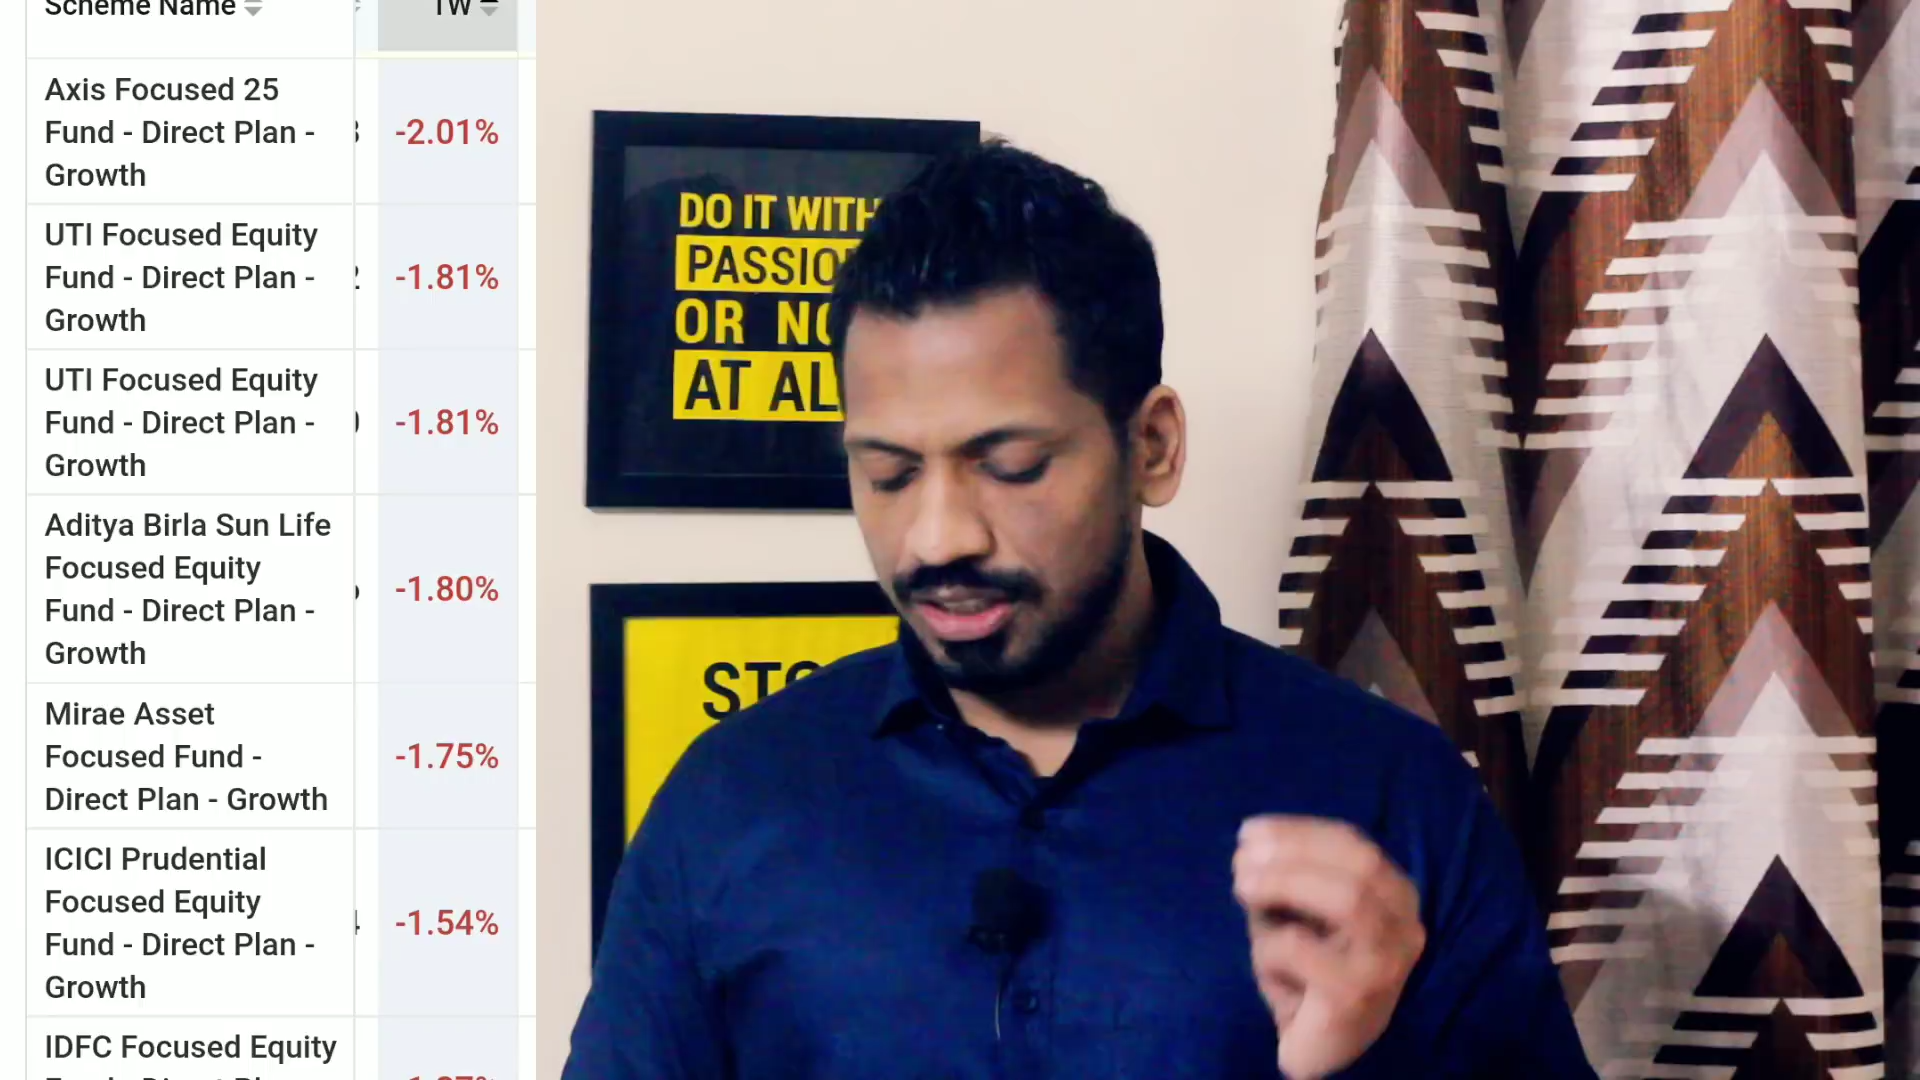 Scheme Name
1W
Axis Focused 25
Fund - Direct Plan -
Growth
-2.01%
UTI Focused Equity
Fund - Direct Plan -
Growth
-1.81%
UTI Focused Equity
Fund - Direct Plan -
Growth
-1.81%
Aditya Birla Sun Life
Focused Equity
Fund - Direct Plan -
Growth
-1.80%
Mirae Asset
Focused Fund -
Direct Plan - Growth
-1.75%
ICICI Prudential
Focused Equity
Fund - Direct Plan -
Growth
-1.54%
IDFC Focused Equity
DO IT WITH
PASSIO
OR NO
AT AL
STO